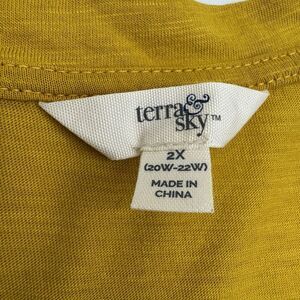 terra &
sky™
2X
(20W-22W)
MADE IN
CHINA